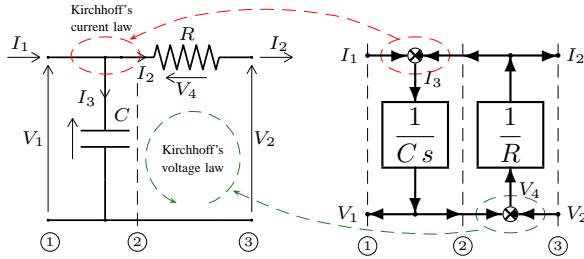 Kirchhoff's
current law
I₁
R
I₂
I₂
V₄
I₃
C
V₁
V₂
Kirchhoff's
voltage law
1
2
3
I₁
I₂
I₃
1
C s
1
R
V₄
V₁
V₂
1
2
3